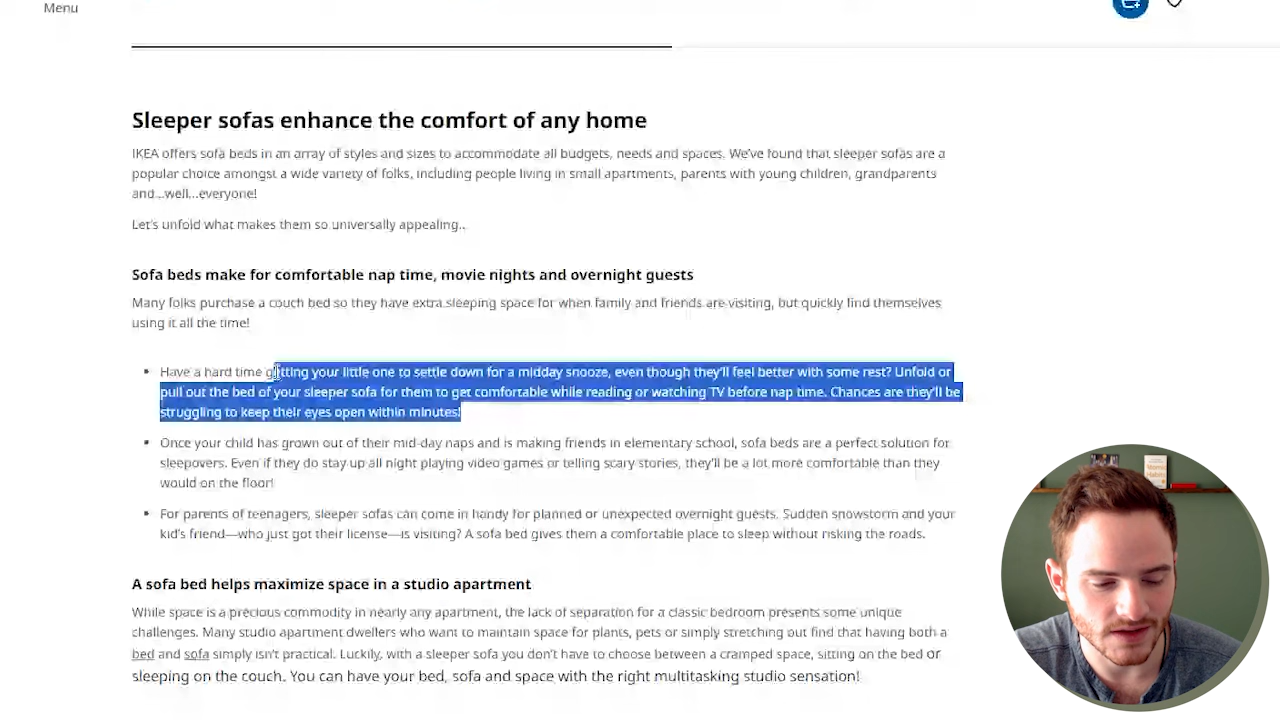 Menu
Sleeper sofas enhance the comfort of any home
IKEA offers sofa beds in an array of styles and sizes to accommodate all budgets, needs and spaces. We've found that sleeper sofas are a
popular choice amongst a wide variety of folks, including people living in small apartments, parents with young children, grandparents
and...well...everyone!
Let's unfold what makes them so universally appealing..
Sofa beds make for comfortable nap time, movie nights and overnight guests
Many folks purchase a couch bed so they have extra sleeping space for when family and friends are visiting, but quickly find themselves
using it all the time!
Have a hard time getting your little one to settle down for a midday snooze, even though they'll feel better with some rest? Unfold or
pull out the bed of your sleeper sofa for them to get comfortable while reading or watching TV before nap time. Chances are they'll be
struggling to keep their eyes open within minutes!
Once your child has grown out of their mid-day naps and is making friends in elementary school, sofa beds are a perfect solution for
sleepovers. Even if they do stay up all night playing video games or telling scary stories, they'll be a lot more comfortable than they
would on the floor!
For parents of teenagers, sleeper sofas can come in handy for planned or unexpected overnight guests. Sudden snowstorm and your
kid's friend—who just got their license—is visiting? A sofa bed gives them a comfortable place to sleep without risking the roads.
A sofa bed helps maximize space in a studio apartment
While space is a precious commodity in nearly any apartment, the lack of separation for a classic bedroom presents some unique
challenges. Many studio apartment dwellers who want to maintain space for plants, pets or simply stretching out find that having both a
bed and sofa simply isn't practical. Luckily, with a sleeper sofa you don't have to choose between a cramped space, sitting on the bed or
sleeping on the couch. You can have your bed, sofa and space with the right multitasking studio sensation!